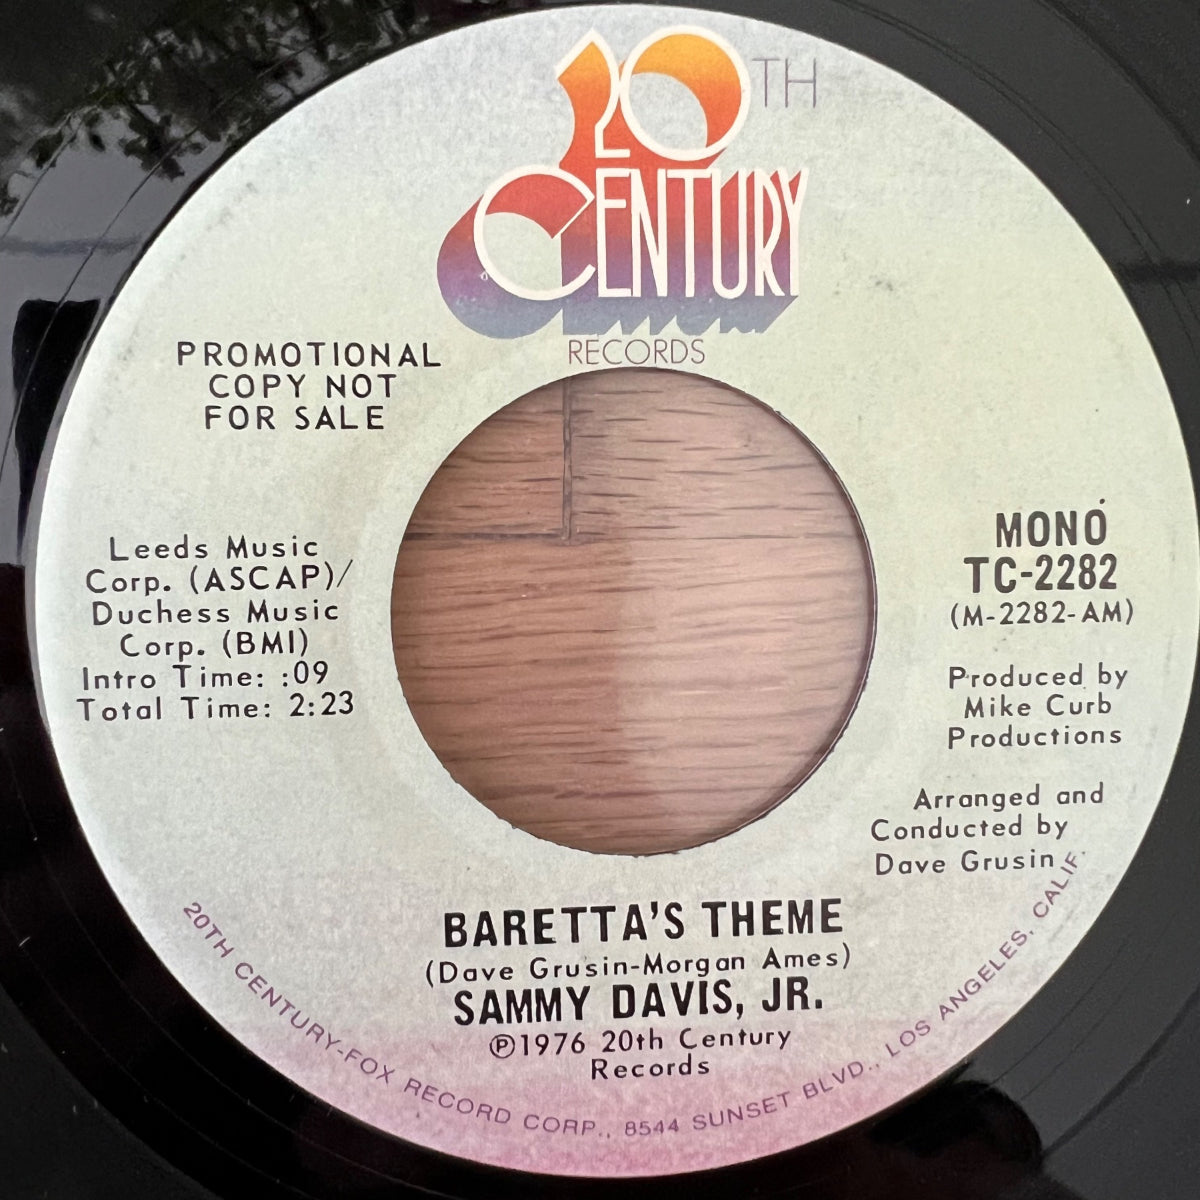 20TH
CENTURY
RECORDS
PROMOTIONAL
COPY NOT
FOR SALE
Leeds Music
Corp. (ASCAP)/
Duchess Music
Corp. (BMI)
Intro Time: :09
Total Time: 2:23
MONO
TC-2282
(M-2282-AM)
Produced by
Mike Curb
Productions
Arranged and
Conducted by
Dave Grusin
BARETTA'S THEME
(Dave Grusin-Morgan Ames)
SAMMY DAVIS, JR.
℗1976 20th Century
Records
20TH CENTURY-FOX RECORD CORP., 8544 SUNSET BLVD., LOS ANGELES, CALIF.